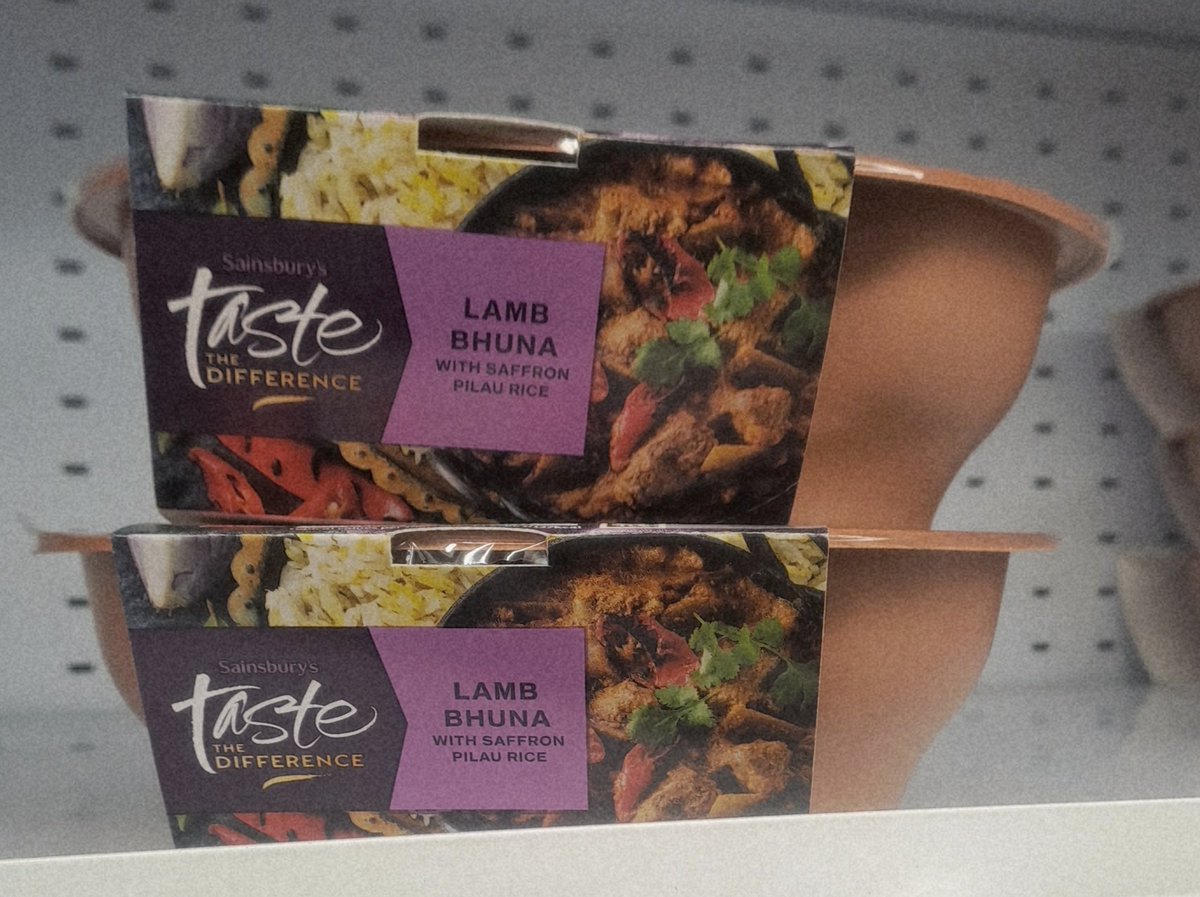 Sainsbury's
taste
THE
DIFFERENCE
LAMB
BHUNA
WITH SAFFRON
PILAU RICE
Sainsbury's
taste
THE
DIFFERENCE
LAMB
BHUNA
WITH SAFFRON
PILAU RICE